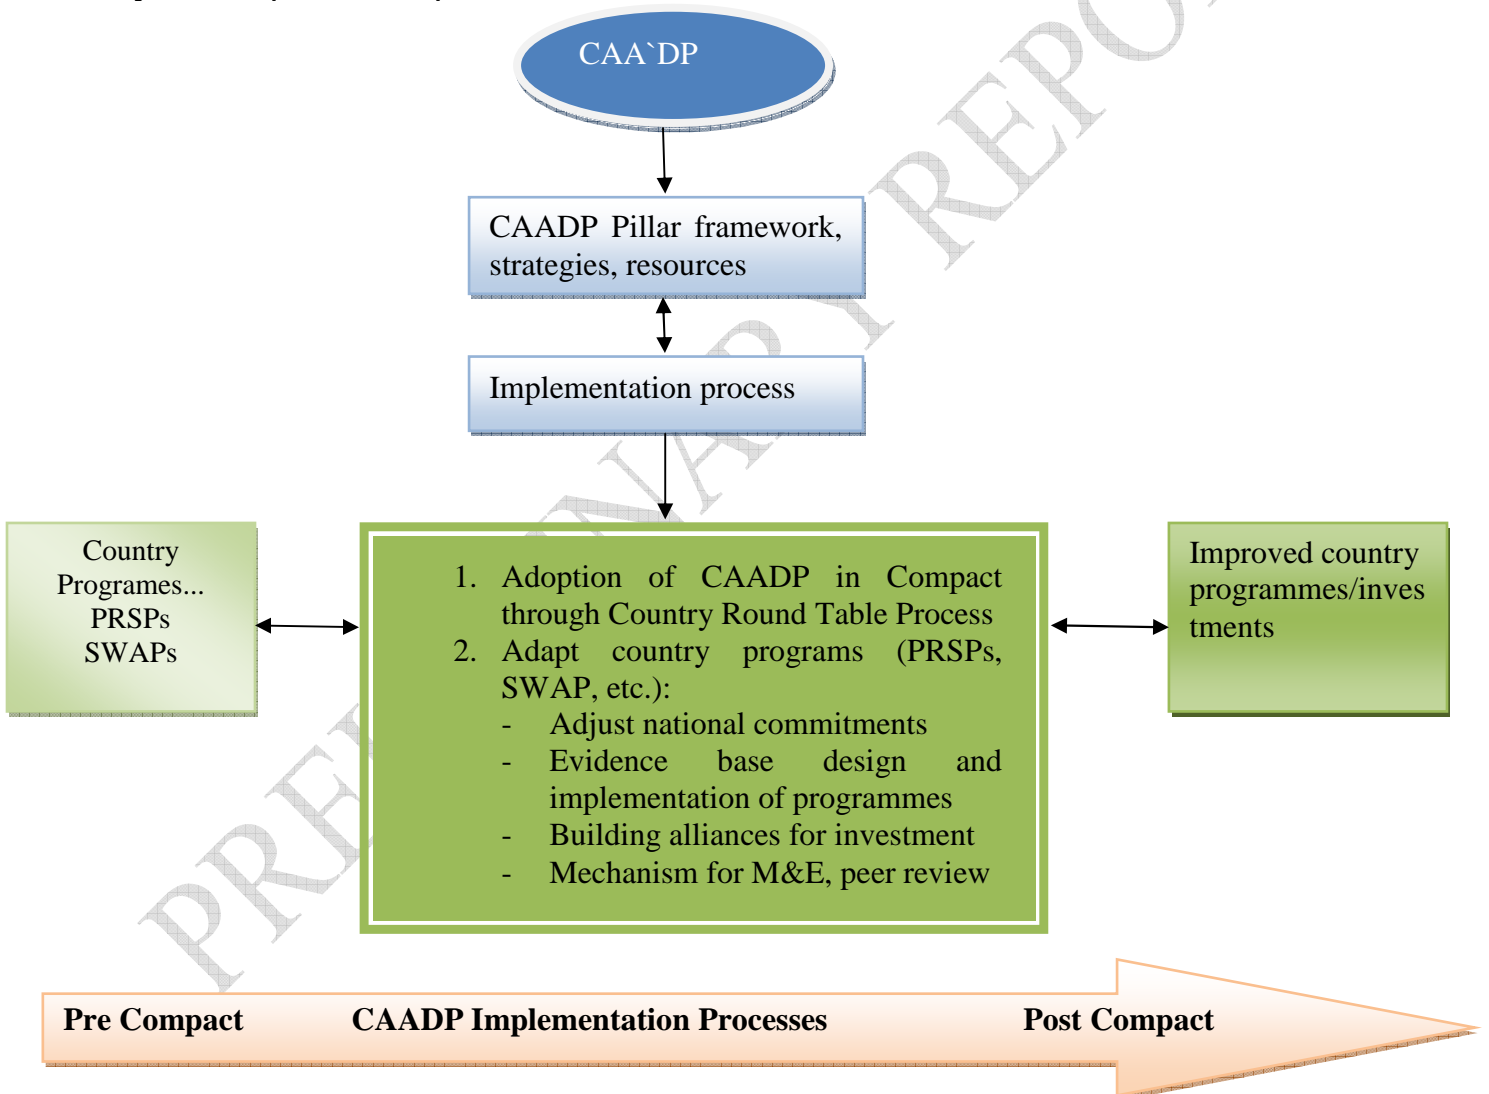 CAA`DP
CAADP Pillar framework,
strategies, resources
Implementation process
Country
Programes...
PRSPs
SWAPs
1. Adoption of CAADP in Compact
through Country Round Table Process
2. Adapt country programs (PRSPs,
SWAP, etc.):
- Adjust national commitments
- Evidence base design and
implementation of programmes
- Building alliances for investment
- Mechanism for M&E, peer review
Improved country
programmes/inves
tments
Pre Compact CAADP Implementation Processes Post Compact